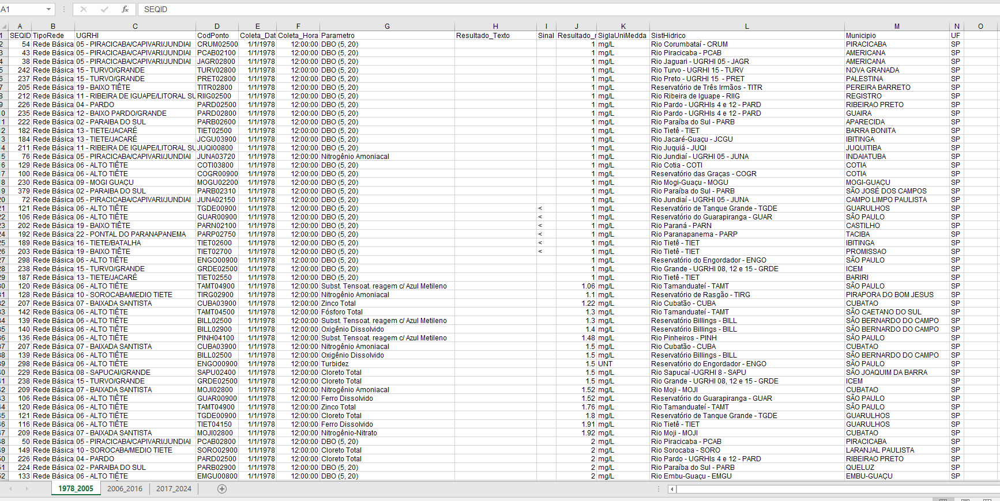 A1 fx SEQID
A B C D E F G H I J K L M N O
1 SEQID TipoRede UGRHI CodPonto Coleta_Dat Coleta_Hora Parametro Resultado_Texto Sinal Resultado_ SiglaUniMedda SistHidrico Municipio UF
2 54 Rede Básica 05 - PIRACICABA/CAPIVARI/JUNDIAI CRUM02500 1/1/1978 12:00:00 DBO (5, 20) 1 mg/L Rio Corumbataí - CRUM PIRACICABA SP
3 43 Rede Básica 05 - PIRACICABA/CAPIVARI/JUNDIAI PCAB02100 1/1/1978 12:00:00 DBO (5, 20) 1 mg/L Rio Piracicaba - PCAB AMERICANA SP
4 38 Rede Básica 05 - PIRACICABA/CAPIVARI/JUNDIAI JAGR02800 1/1/1978 12:00:00 DBO (5, 20) 1 mg/L Rio Jaguari - UGRHI 05 - JAGR AMERICANA SP
5 242 Rede Básica 15 - TURVO/GRANDE TURV02800 1/1/1978 12:00:00 DBO (5, 20) 1 mg/L Rio Turvo - UGRHI 15 - TURV NOVA GRANADA SP
6 237 Rede Básica 15 - TURVO/GRANDE PRET02800 1/1/1978 12:00:00 DBO (5, 20) 1 mg/L Rio Preto - UGRHI 15 - PRET PALESTINA SP
7 205 Rede Básica 19 - BAIXO TIÊTE TITR02800 1/1/1978 12:00:00 DBO (5, 20) 1 mg/L Reservatório de Três Irmãos - TITR PEREIRA BARRETO SP
8 212 Rede Básica 11 - RIBEIRA DE IGUAPE/LITORAL SU RIIG02500 1/1/1978 12:00:00 DBO (5, 20) 1 mg/L Rio Ribeira de Iguape - RIIG REGISTRO SP
9 226 Rede Básica 04 - PARDO PARD02500 1/1/1978 12:00:00 DBO (5, 20) 1 mg/L Rio Pardo - UGRHIs 4 e 12 - PARD RIBEIRAO PRETO SP
10 235 Rede Básica 12 - BAIXO PARDO/GRANDE PARD02800 1/1/1978 12:00:00 DBO (5, 20) 1 mg/L Rio Pardo - UGRHIs 4 e 12 - PARD GUAIRA SP
11 222 Rede Básica 02 - PARAIBA DO SUL PARB02600 1/1/1978 12:00:00 DBO (5, 20) 1 mg/L Rio Paraíba do Sul - PARB APARECIDA SP
12 182 Rede Básica 13 - TIETE/JACARÉ TIET02500 1/1/1978 12:00:00 DBO (5, 20) 1 mg/L Rio Tietê - TIET BARRA BONITA SP
13 184 Rede Básica 13 - TIETE/JACARÉ JCGU03900 1/1/1978 12:00:00 DBO (5, 20) 1 mg/L Rio Jacaré-Guaçu - JCGU IBITINGA SP
14 211 Rede Básica 11 - RIBEIRA DE IGUAPE/LITORAL SU JUQI00800 1/1/1978 12:00:00 DBO (5, 20) 1 mg/L Rio Juquiá - JUQI JUQUITIBA SP
15 76 Rede Básica 05 - PIRACICABA/CAPIVARI/JUNDIAI JUNA03720 1/1/1978 12:00:00 Nitrogênio Amoniacal 1 mg/L Rio Jundiaí - UGRHI 05 - JUNA INDAIATUBA SP
16 129 Rede Básica 06 - ALTO TIÊTE COTI03800 1/1/1978 12:00:00 DBO (5, 20) 1 mg/L Rio Cotia - COTI COTIA SP
17 100 Rede Básica 06 - ALTO TIÊTE COGR00900 1/1/1978 12:00:00 DBO (5, 20) 1 mg/L Reservatório das Graças - COGR COTIA SP
18 230 Rede Básica 09 - MOGI GUAÇU MOGU02200 1/1/1978 12:00:00 DBO (5, 20) 1 mg/L Rio Mogi-Guaçu - MOGU MOGI-GUAÇU SP
19 379 Rede Básica 02 - PARAIBA DO SUL PARB02310 1/1/1978 12:00:00 DBO (5, 20) 1 mg/L Rio Paraíba do Sul - PARB SÃO JOSÉ DOS CAMPOS SP
20 72 Rede Básica 05 - PIRACICABA/CAPIVARI/JUNDIAI JUNA02150 1/1/1978 12:00:00 DBO (5, 20) 1 mg/L Rio Jundiaí - UGRHI 05 - JUNA CAMPO LIMPO PAULISTA SP
21 121 Rede Básica 06 - ALTO TIÊTE TGDE00900 1/1/1978 12:00:00 DBO (5, 20) < 1 mg/L Reservatório de Tanque Grande - TGDE GUARULHOS SP
22 106 Rede Básica 06 - ALTO TIÊTE GUAR00900 1/1/1978 12:00:00 DBO (5, 20) < 1 mg/L Reservatório do Guarapiranga - GUAR SÃO PAULO SP
23 202 Rede Básica 19 - BAIXO TIÊTE PARN02100 1/1/1978 12:00:00 DBO (5, 20) < 1 mg/L Rio Paraná - PARN CASTILHO SP
24 192 Rede Básica 22 - PONTAL DO PARANAPANEMA PARP02750 1/1/1978 12:00:00 DBO (5, 20) < 1 mg/L Rio Paranapanema - PARP TACIBA SP
25 189 Rede Básica 16 - TIETE/BATALHA TIET02600 1/1/1978 12:00:00 DBO (5, 20) < 1 mg/L Rio Tietê - TIET IBITINGA SP
26 203 Rede Básica 19 - BAIXO TIÊTE TIET02700 1/1/1978 12:00:00 DBO (5, 20) < 1 mg/L Rio Tietê - TIET PROMISSAO SP
27 298 Rede Básica 06 - ALTO TIÊTE ENGO00900 1/1/1978 12:00:00 DBO (5, 20) 1 mg/L Reservatório do Engordador - ENGO SÃO PAULO SP
28 238 Rede Básica 15 - TURVO/GRANDE GRDE02500 1/1/1978 12:00:00 DBO (5, 20) 1 mg/L Rio Grande - UGRHI 08, 12 e 15 - GRDE ICEM SP
29 187 Rede Básica 13 - TIETE/JACARÉ TIET02550 1/1/1978 12:00:00 DBO (5, 20) 1 mg/L Rio Tietê - TIET BARIRI SP
30 120 Rede Básica 06 - ALTO TIÊTE TAMT04900 1/1/1978 12:00:00 Subst. Tensoat. reagem c/ Azul Metileno 1.06 mg/L Rio Tamanduateí - TAMT SÃO PAULO SP
31 128 Rede Básica 10 - SOROCABA/MEDIO TIETE TIRG02900 1/1/1978 12:00:00 Nitrogênio Amoniacal 1.1 mg/L Reservatório de Rasgão - TIRG PIRAPORA DO BOM JESUS SP
32 207 Rede Básica 07 - BAIXADA SANTISTA CUBA03900 1/1/1978 12:00:00 Zinco Total 1.22 mg/L Rio Cubatão - CUBA CUBATAO SP
33 142 Rede Básica 06 - ALTO TIÊTE TAMT04500 1/1/1978 12:00:00 Fósforo Total 1.3 mg/L Rio Tamanduateí - TAMT SÃO CAETANO DO SUL SP
34 139 Rede Básica 06 - ALTO TIÊTE BILL02500 1/1/1978 12:00:00 Subst. Tensoat. reagem c/ Azul Metileno 1.3 mg/L Reservatório Billings - BILL SÃO BERNARDO DO CAMPO SP
35 140 Rede Básica 06 - ALTO TIÊTE BILL02900 1/1/1978 12:00:00 Oxigênio Dissolvido 1.4 mg/L Reservatório Billings - BILL SÃO BERNARDO DO CAMPO SP
36 136 Rede Básica 06 - ALTO TIÊTE PINH04100 1/1/1978 12:00:00 Subst. Tensoat. reagem c/ Azul Metileno 1.48 mg/L Rio Pinheiros - PINH SÃO PAULO SP
37 207 Rede Básica 07 - BAIXADA SANTISTA CUBA03900 1/1/1978 12:00:00 Nitrogênio Amoniacal 1.5 mg/L Rio Cubatão - CUBA CUBATAO SP
38 139 Rede Básica 06 - ALTO TIÊTE BILL02500 1/1/1978 12:00:00 Oxigênio Dissolvido 1.5 mg/L Reservatório Billings - BILL SÃO BERNARDO DO CAMPO SP
39 298 Rede Básica 06 - ALTO TIÊTE ENGO00900 1/1/1978 12:00:00 Turbidez 1.5 UNT Reservatório do Engordador - ENGO SÃO PAULO SP
40 229 Rede Básica 08 - SAPUCAI/GRANDE SAPU02400 1/1/1978 12:00:00 Cloreto Total 1.5 mg/L Rio Sapucaí -UGRHI 8 - SAPU SÃO JOAQUIM DA BARRA SP
41 238 Rede Básica 15 - TURVO/GRANDE GRDE02500 1/1/1978 12:00:00 Cloreto Total 1.5 mg/L Rio Grande - UGRHI 08, 12 e 15 - GRDE ICEM SP
42 209 Rede Básica 07 - BAIXADA SANTISTA MOJI02800 1/1/1978 12:00:00 Nitrogênio Amoniacal 1.52 mg/L Rio Moji - MOJI CUBATAO SP
43 106 Rede Básica 06 - ALTO TIÊTE GUAR00900 1/1/1978 12:00:00 Ferro Dissolvido 1.52 mg/L Reservatório do Guarapiranga - GUAR SÃO PAULO SP
44 120 Rede Básica 06 - ALTO TIÊTE TAMT04900 1/1/1978 12:00:00 Zinco Total 1.76 mg/L Rio Tamanduateí - TAMT SÃO PAULO SP
45 121 Rede Básica 06 - ALTO TIÊTE TGDE00900 1/1/1978 12:00:00 Cloreto Total 1.8 mg/L Reservatório de Tanque Grande - TGDE GUARULHOS SP
46 116 Rede Básica 06 - ALTO TIÊTE TIET04150 1/1/1978 12:00:00 Ferro Dissolvido 1.91 mg/L Rio Tietê - TIET GUARULHOS SP
47 209 Rede Básica 07 - BAIXADA SANTISTA MOJI02800 1/1/1978 12:00:00 Nitrogênio-Nitrato 1.92 mg/L Rio Moji - MOJI CUBATAO SP
48 50 Rede Básica 05 - PIRACICABA/CAPIVARI/JUNDIAI PCAB02800 1/1/1978 12:00:00 DBO (5, 20) 2 mg/L Rio Piracicaba - PCAB PIRACICABA SP
49 149 Rede Básica 10 - SOROCABA/MEDIO TIETE SORO02900 1/1/1978 12:00:00 Cloreto Total 2 mg/L Rio Sorocaba - SORO LARANJAL PAULISTA SP
50 226 Rede Básica 04 - PARDO PARD02500 1/1/1978 12:00:00 Cloreto Total 2 mg/L Rio Pardo - UGRHIs 4 e 12 - PARD RIBEIRAO PRETO SP
51 224 Rede Básica 02 - PARAIBA DO SUL PARB02900 1/1/1978 12:00:00 DBO (5, 20) 2 mg/L Rio Paraíba do Sul - PARB QUELUZ SP
52 133 Rede Básica 06 - ALTO TIÊTE EMGU00800 1/1/1978 12:00:00 DBO (5, 20) 2 mg/L Rio Embu-Guaçu - EMGU EMBU-GUAÇU SP
1978_2005 2006_2016 2017_2024